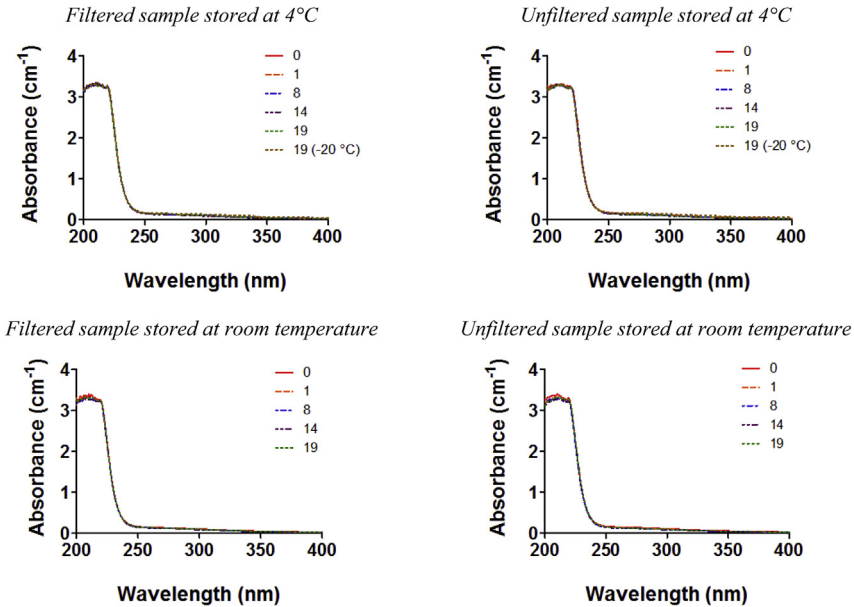 Filtered sample stored at 4°C
Absorbance (cm-1)
4
3
2
1
0
200 250 300 350 400
Wavelength (nm)
0
1
8
14
19
19 (-20 °C)
Unfiltered sample stored at 4°C
Absorbance (cm-1)
4
3
2
1
0
200 250 300 350 400
Wavelength (nm)
0
1
8
14
19
19 (-20 °C)
Filtered sample stored at room temperature
Absorbance (cm-1)
4
3
2
1
0
200 250 300 350 400
Wavelength (nm)
0
1
8
14
19
Unfiltered sample stored at room temperature
Absorbance (cm-1)
4
3
2
1
0
200 250 300 350 400
Wavelength (nm)
0
1
8
14
19